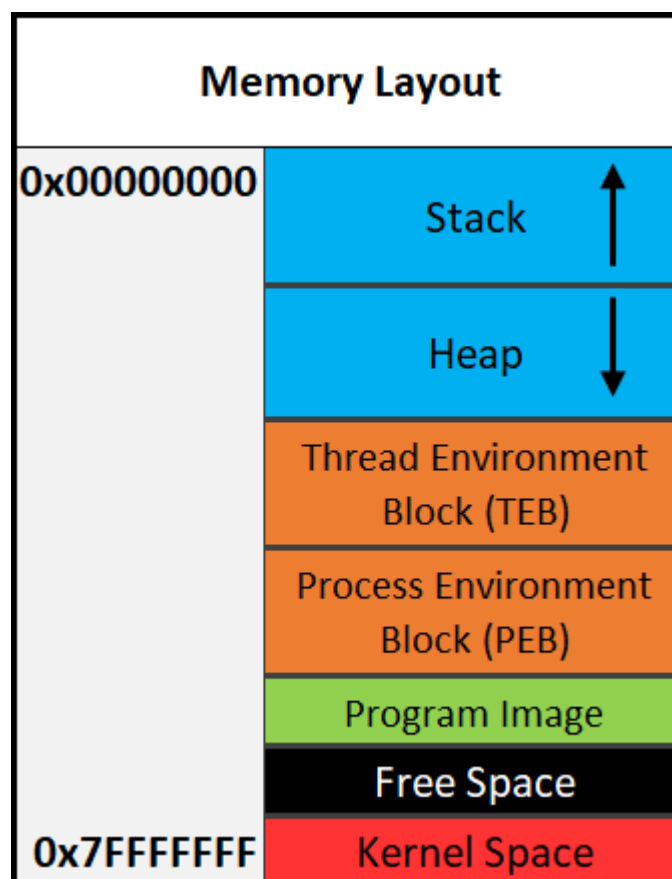 Memory Layout
0x00000000
Stack
Heap
Thread Environment
Block (TEB)
Process Environment
Block (PEB)
Program Image
Free Space
0x7FFFFFFF
Kernel Space